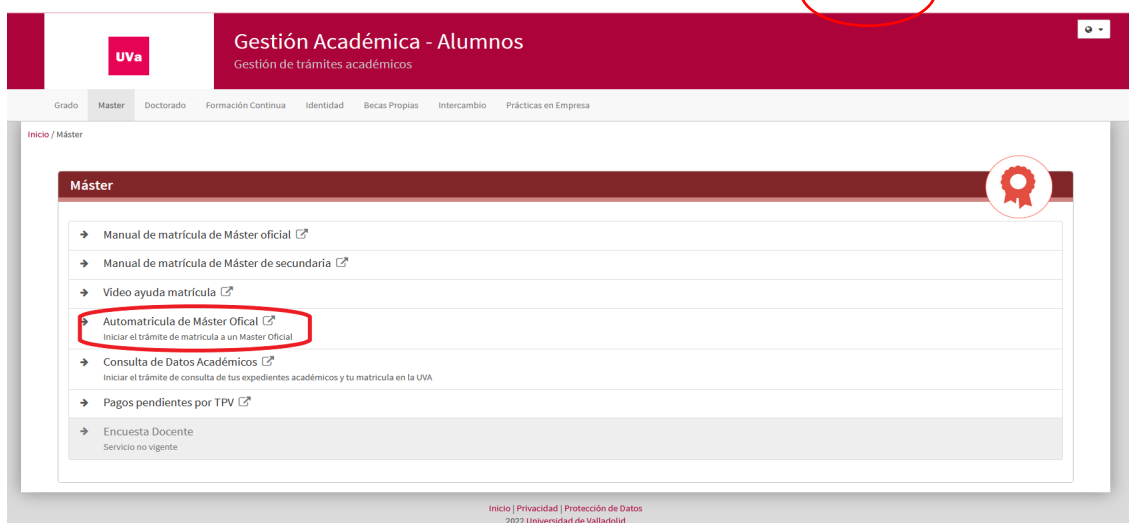 UVa
Gestión Académica - Alumnos
Gestión de trámites académicos
Grado Master Doctorado Formación Continua Identidad Becas Propias Intercambio Prácticas en Empresa
Inicio / Máster
Máster
Manual de matrícula de Máster oficial
Manual de matrícula de Máster de secundaria
Video ayuda matrícula
Automatricula de Máster Ofical
Iniciar el trámite de matricula a un Master Oficial
Consulta de Datos Académicos
Iniciar el trámite de consulta de tus expedientes académicos y tu matricula en la UVA
Pagos pendientes por TPV
Encuesta Docente
Servicio no vigente
Inicio | Privacidad | Protección de Datos
2022 Universidad de Valladolid